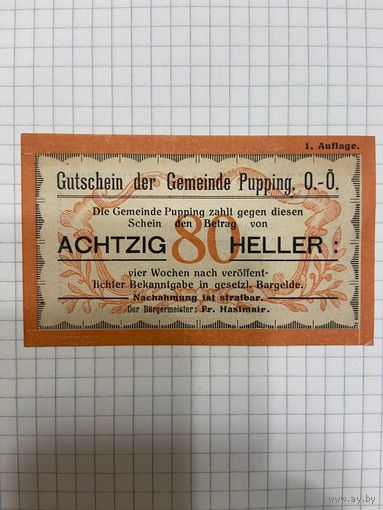 1. Auflage.
Gutschein der Gemeinde Pupping, O.-Ö.
Die Gemeinde Pupping zahlt gegen diesen
Schein den Betrag von
ACHTZIG 80 HELLER :
vier Wochen nach veröffent-
lichter Bekanntgabe in gesetzl. Bargelde.
Nachahmung ist strafbar.
Der Bürgermeister: Fr. Haslmair.
www.ay.by